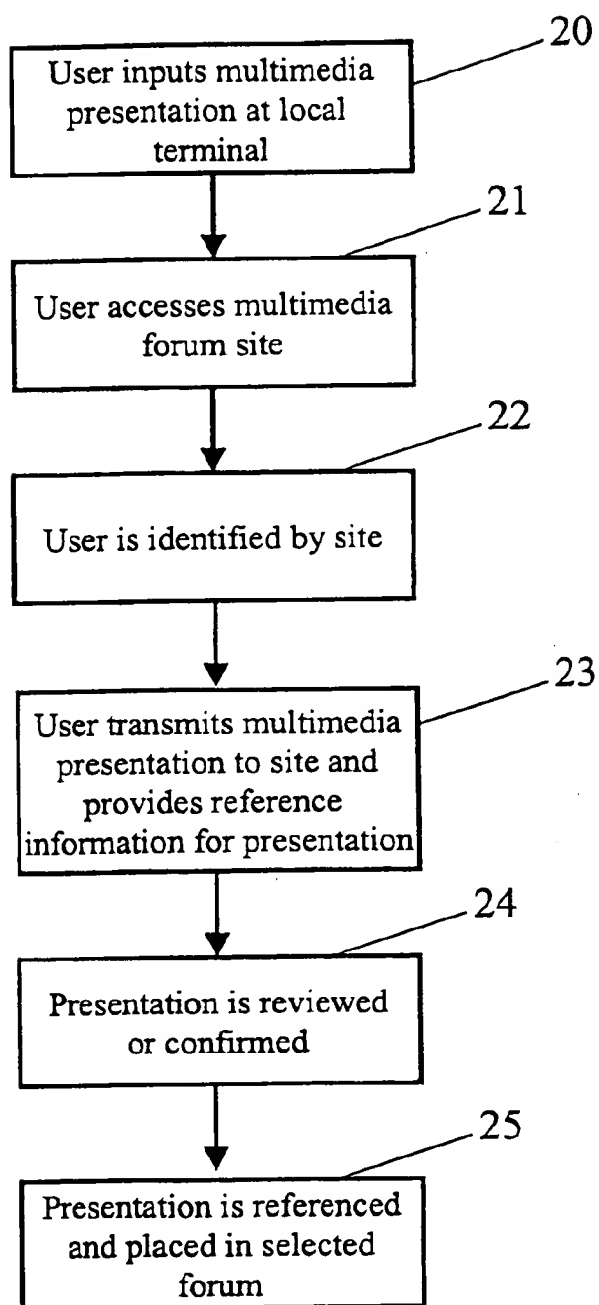 20
User inputs multimedia
presentation at local
terminal
21
User accesses multimedia
forum site
22
User is identified by site
23
User transmits multimedia
presentation to site and
provides reference
information for presentation
24
Presentation is reviewed
or confirmed
25
Presentation is referenced
and placed in selected
forum